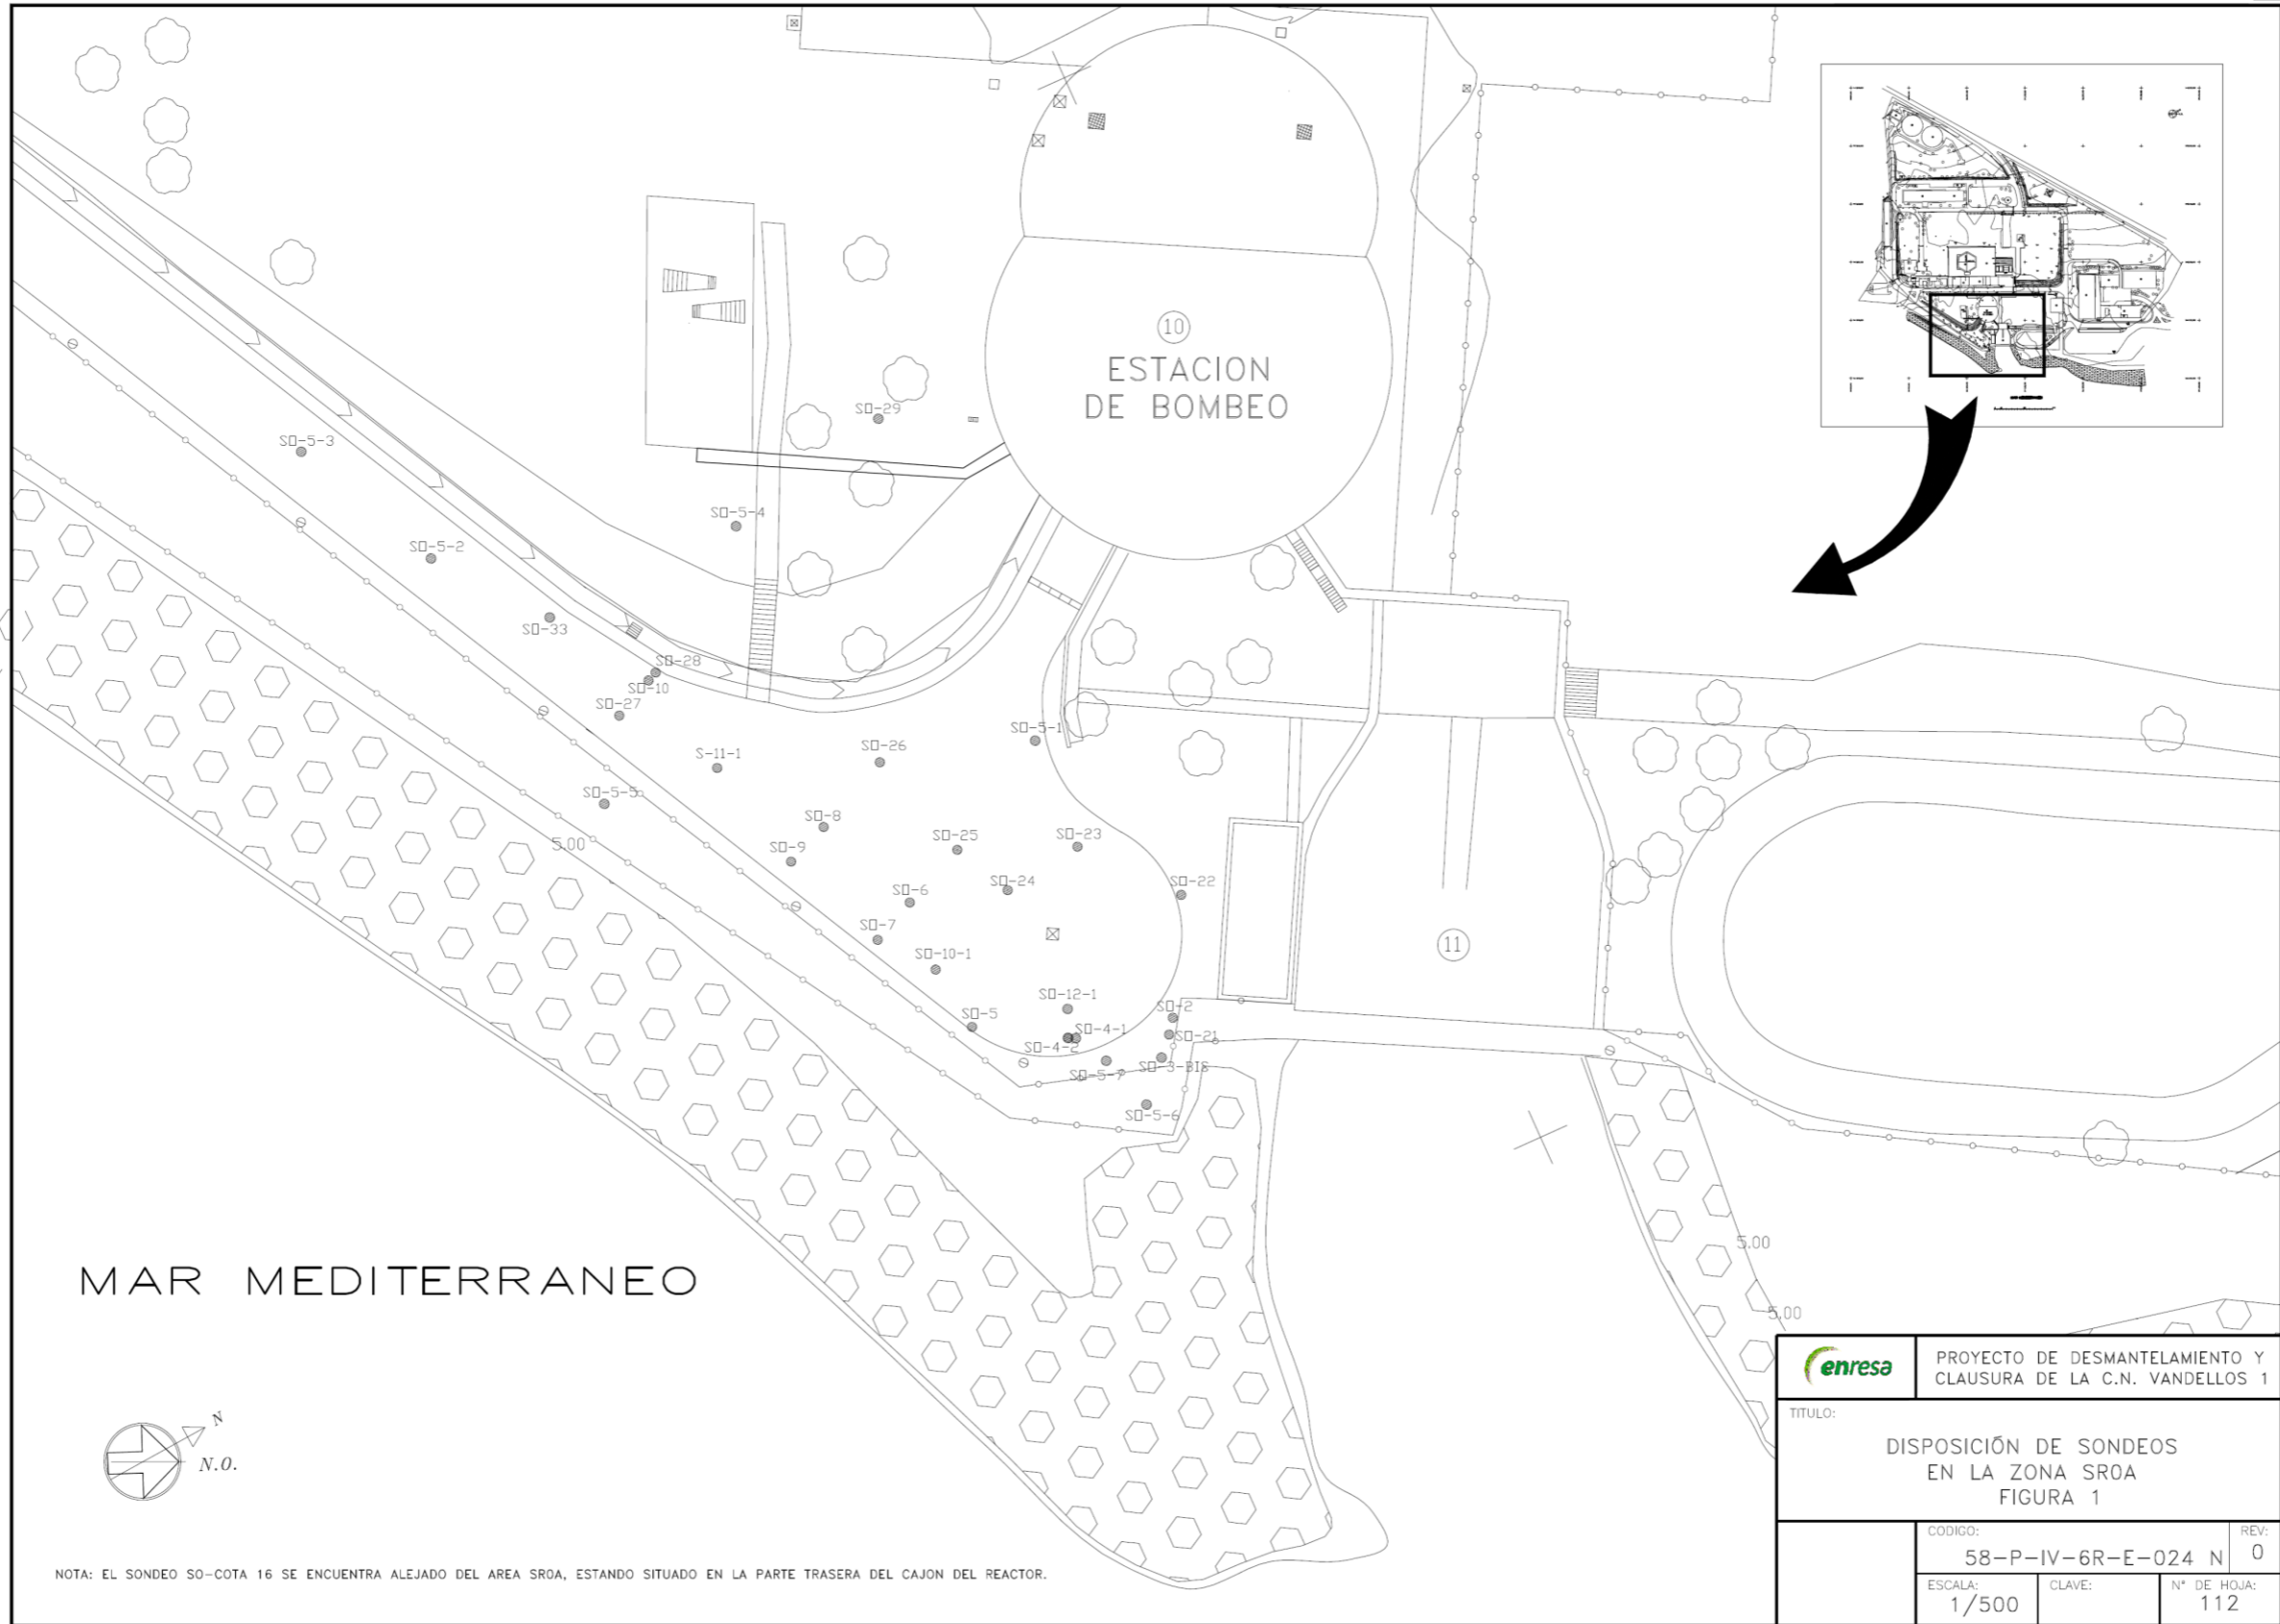 10
ESTACION
DE BOMBEO
SO-29
SO-5-3
SO-5-4
SO-5-2
SO-33
SO-28
SO-10
SO-27
SO-5-1
SO-26
S-11-1
SO-5-5
SO-8
SO-25
SO-23
5.00
SO-9
SO-24
SO-22
SO-6
SO-7
11
SO-10-1
SO-12-1
SO-5
SO-2
SO-4-1
SO-21
SO-4-2
SO-3-BIS
SO-5-7
SO-5-6
5.00
5.00
MAR MEDITERRANEO
N
N.O.
NOTA: EL SONDEO SO-COTA 16 SE ENCUENTRA ALEJADO DEL AREA SROA, ESTANDO SITUADO EN LA PARTE TRASERA DEL CAJON DEL REACTOR.
enresa
PROYECTO DE DESMANTELAMIENTO Y
CLAUSURA DE LA C.N. VANDELLOS 1
TITULO:
DISPOSICIÓN DE SONDEOS
EN LA ZONA SROA
FIGURA 1
CODIGO:
58-P-IV-6R-E-024 N
REV:
0
ESCALA:
1/500
CLAVE:
N° DE HOJA:
112